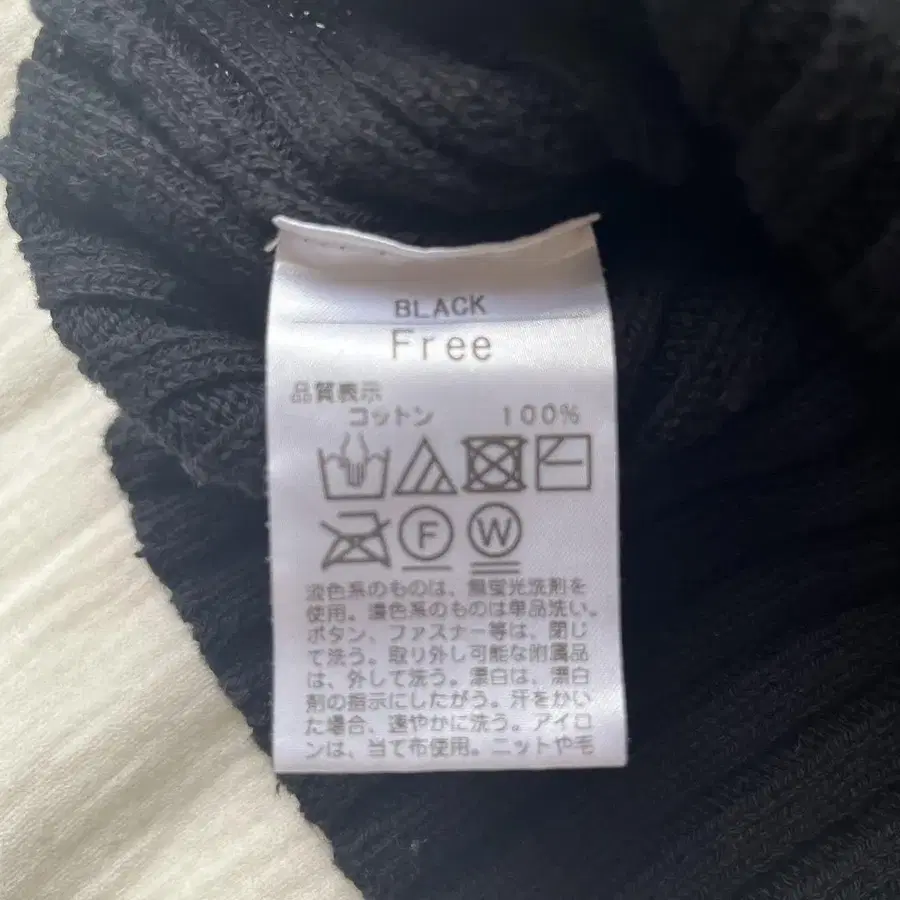 BLACK
Free
品質表示
コットン 100%
F W
淡色系のものは、無蛍光洗剤を
使用。濃色系のものは単品洗い。
ボタン、ファスナー等は、閉じ
て洗う。取り外し可能な附属品
は、外して洗う。漂白は、漂白
剤の指示にしたがう。汗をかい
た場合、速やかに洗う。アイロ
ンは、当て布使用。ニットや毛